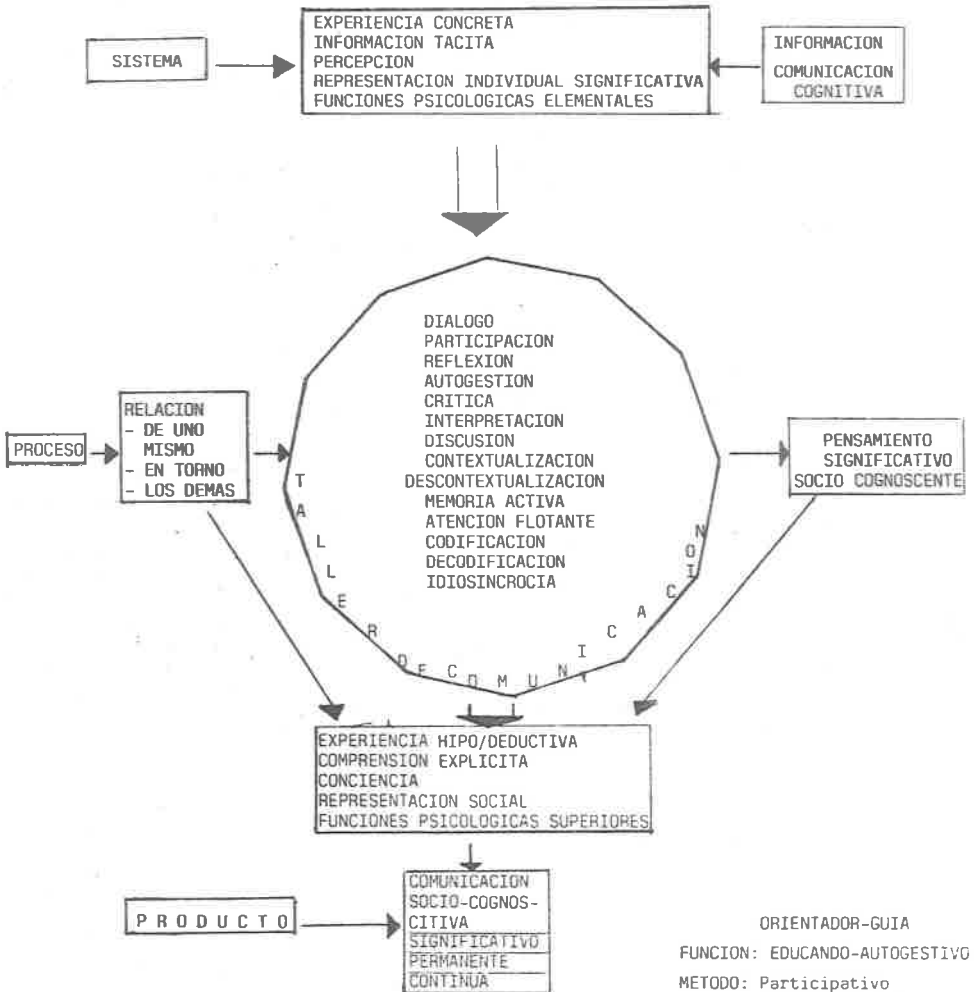 SISTEMA
EXPERIENCIA CONCRETA
INFORMACION TACITA
PERCEPCION
REPRESENTACION INDIVIDUAL SIGNIFICATIVA
FUNCIONES PSICOLOGICAS ELEMENTALES
INFORMACION
COMUNICACION
COGNITIVA
DIALOGO
PARTICIPACION
REFLEXION
AUTOGESTION
CRITICA
INTERPRETACION
DISCUSION
CONTEXTUALIZACION
DESCONTEXTUALIZACION
MEMORIA ACTIVA
ATENCION FLOTANTE
CODIFICACION
DECODIFICACION
IDIOSINCROCIA
PROCESO
RELACION
- DE UNO
MISMO
- EN TORNO
- LOS DEMAS
TALLER DE COMUNICACION
PENSAMIENTO
SIGNIFICATIVO
SOCIO COGNOSCENTE
EXPERIENCIA HIPO/DEDUCTIVA
COMPRENSION EXPLICITA
CONCIENCIA
REPRESENTACION SOCIAL
FUNCIONES PSICOLOGICAS SUPERIORES
PRODUCTO
COMUNICACION
SOCIO-COGNOS-
CITIVA
SIGNIFICATIVO
PERMANENTE
CONTINUA
ORIENTADOR-GUIA
FUNCION: EDUCANDO-AUTOGESTIVO
METODO: Participativo